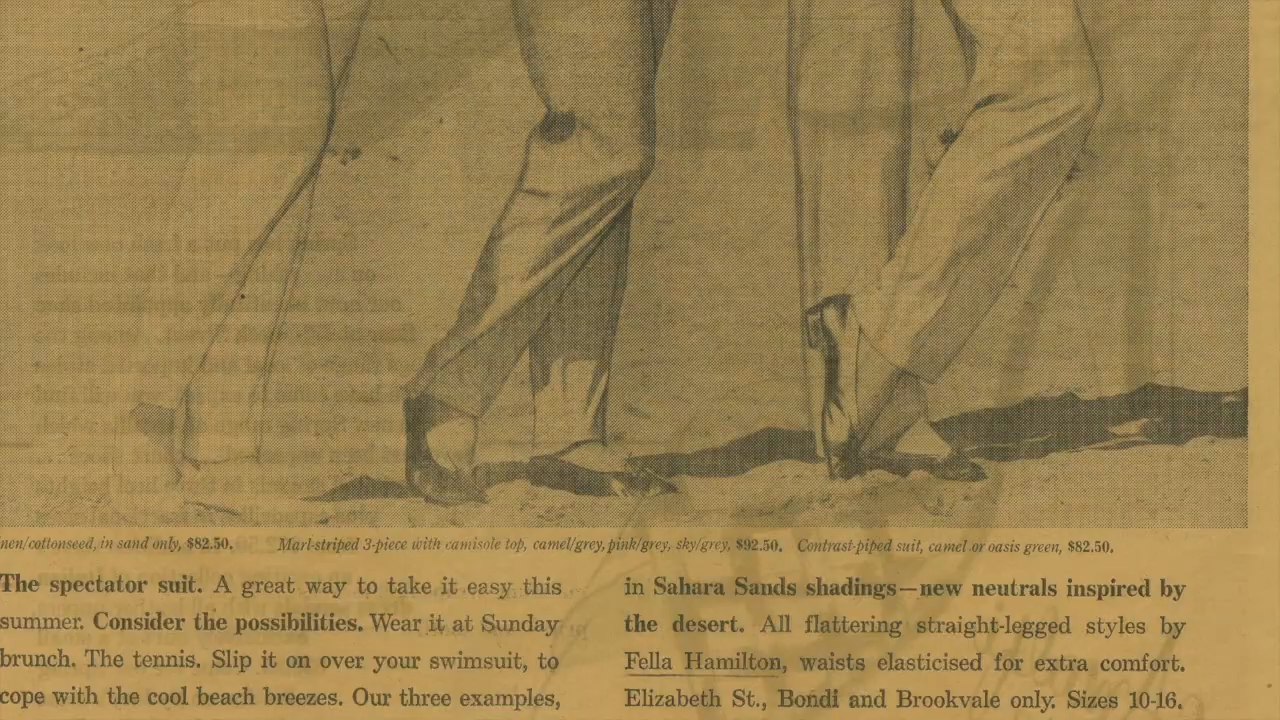 nen/cottonseed, in sand only, $82.50. Marl-striped 3-piece with camisole top, camel/grey, pink/grey, sky/grey, $92.50. Contrast-piped suit, camel or oasis green, $82.50.
The spectator suit. A great way to take it easy this
summer. Consider the possibilities. Wear it at Sunday
brunch. The tennis. Slip it on over your swimsuit, to
cope with the cool beach breezes. Our three examples,
in Sahara Sands shadings—new neutrals inspired by
the desert. All flattering straight-legged styles by
Fella Hamilton, waists elasticised for extra comfort.
Elizabeth St., Bondi and Brookvale only. Sizes 10-16.